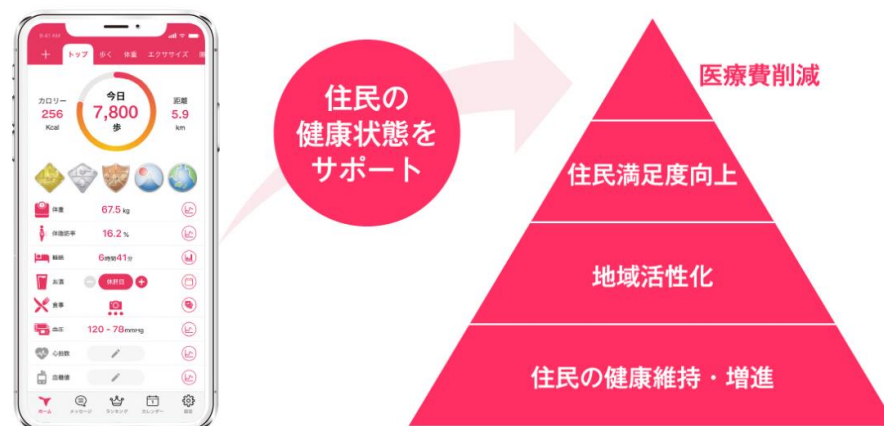 9:41 AM
トップ 歩く 体重 エクササイズ
カロリー
256
Kcal
今日
7,800
歩
距離
5.9
km
体重 67.5 kg
体脂肪率 16.2 %
睡眠 6時間41分
お酒 休肝日
食事
血圧 120 - 78mmHg
心拍数
血糖値
ホーム メッセージ ランキング カレンダー 設定
住民の
健康状態を
サポート
医療費削減
住民満足度向上
地域活性化
住民の健康維持・増進